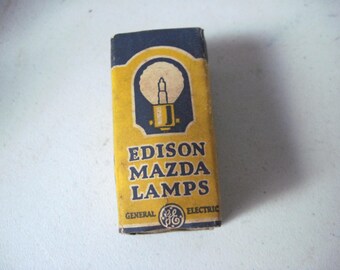 EDISON
MAZDA
LAMPS
GENERAL GE ELECTRIC